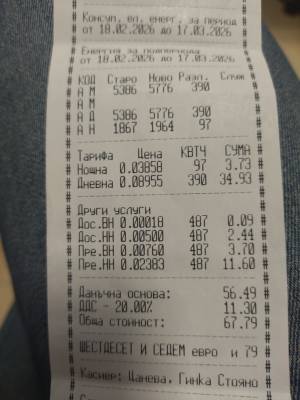 Консум. ел. енерг. за период
от 18.02.2026 до 17.03.2026
Енергия за подпериода
от 18.02.2026 до 17.03.2026
КОД Старо Ново Разл. Служ
А М 5386 5776 390
А М
А Д 5386 5776 390
А Н 1867 1964 97
Тарифа Цена КВТЧ СУМА
Нощна 0.03858 97 3.73
Дневна 0.08955 390 34.93
Други услуги
Дос.ВН 0.00018 487 0.09
Дос.НН 0.00500 487 2.44
Пре.ВН 0.00760 487 3.70
Пре.НН 0.02383 487 11.60
Данъчна основа: 56.49
ДДС - 20.00% 11.30
Обща стойност: 67.79
ШЕСТДЕСЕТ И СЕДЕМ евро и 79
Касиер: Цанева, Гинка Стояно